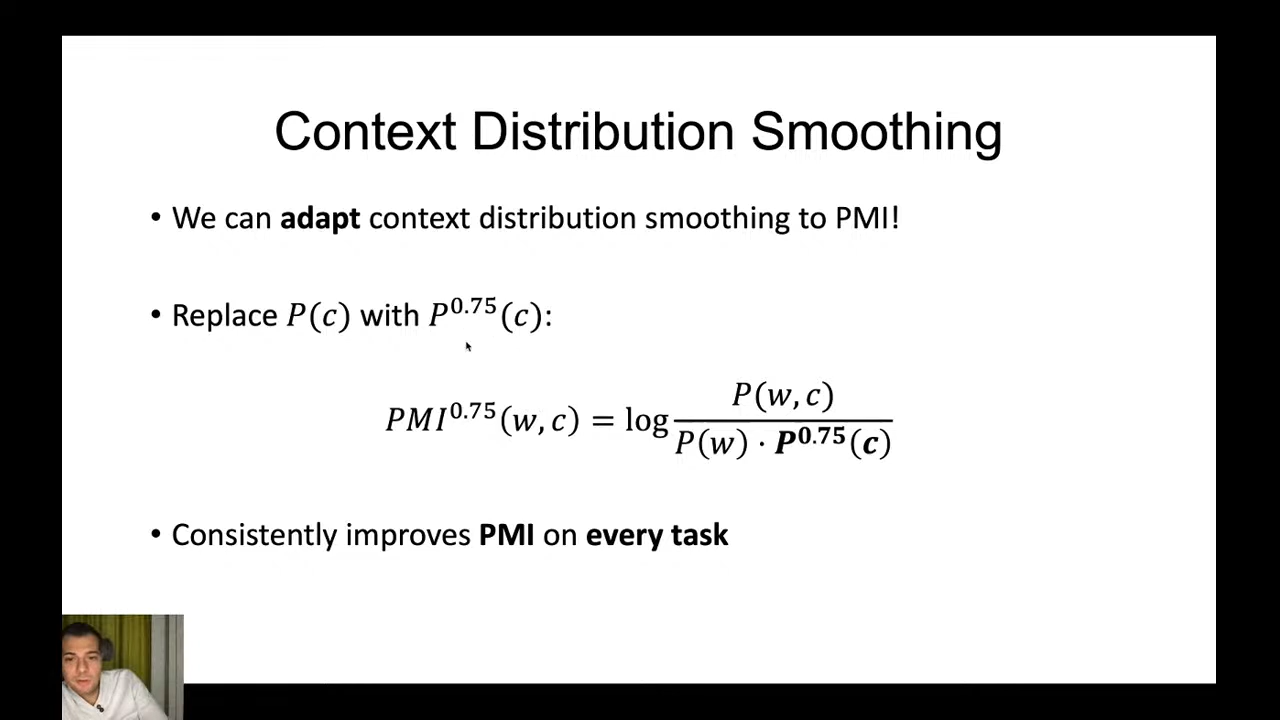 Context Distribution Smoothing
• We can adapt context distribution smoothing to PMI!
• Replace P(c) with P^0.75(c):
PMI^0.75(w, c) = log P(w, c) / P(w) · P^0.75(c)
• Consistently improves PMI on every task